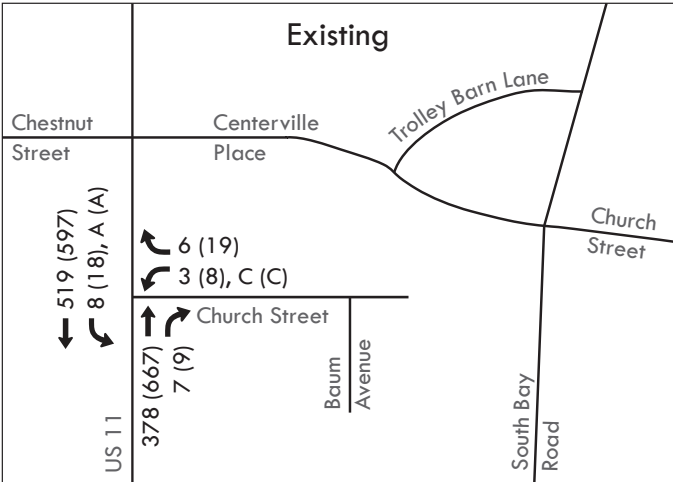 Existing
Trolley Barn Lane
Chestnut
Street
Centerville
Place
Church
Street
519 (597)
8 (18), A (A)
6 (19)
3 (8), C (C)
Church Street
378 (667)
7 (9)
Baum
Avenue
US 11
South Bay
Road